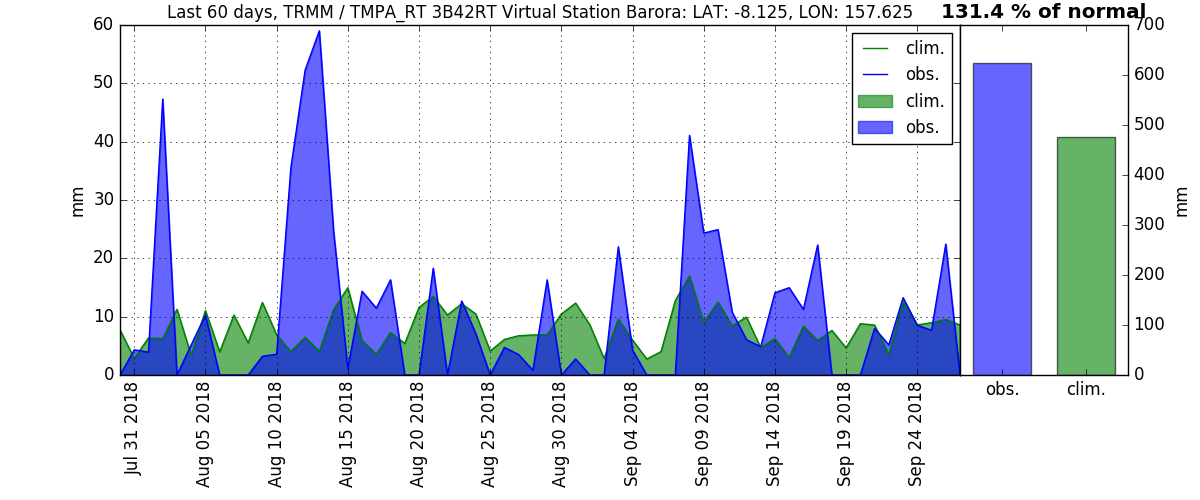 Last 60 days, TRMM / TMPA_RT 3B42RT Virtual Station Barora: LAT: -8.125, LON: 157.625
131.4 % of normal
60
50
40
30
20
10
0
mm
clim.
obs.
clim.
obs.
700
600
500
400
300
200
100
0
mm
obs.
clim.
Jul 31 2018
Aug 05 2018
Aug 10 2018
Aug 15 2018
Aug 20 2018
Aug 25 2018
Aug 30 2018
Sep 04 2018
Sep 09 2018
Sep 14 2018
Sep 19 2018
Sep 24 2018